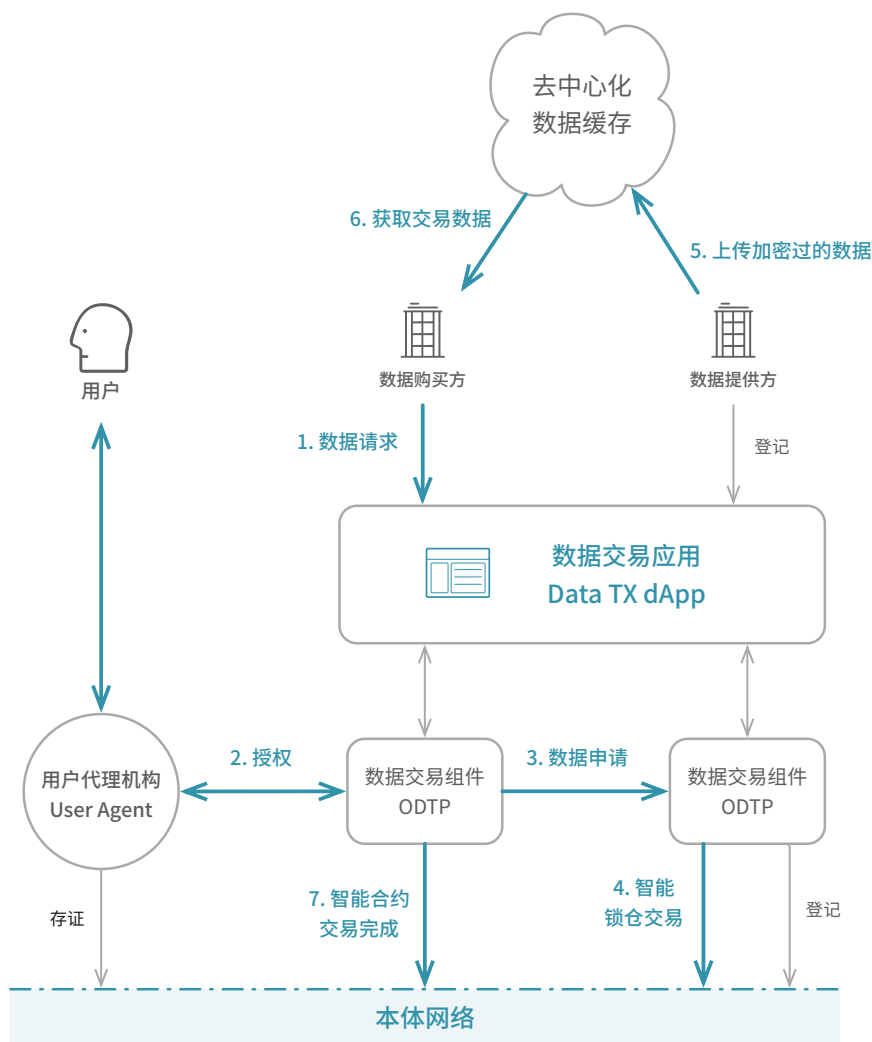 去中心化
数据缓存
6. 获取交易数据
5. 上传加密过的数据
用户
数据购买方
数据提供方
1. 数据请求
登记
数据交易应用
Data TX dApp
2. 授权
3. 数据申请
用户代理机构
User Agent
数据交易组件
ODTP
数据交易组件
ODTP
存证
7. 智能合约
交易完成
4. 智能
锁仓交易
登记
本体网络